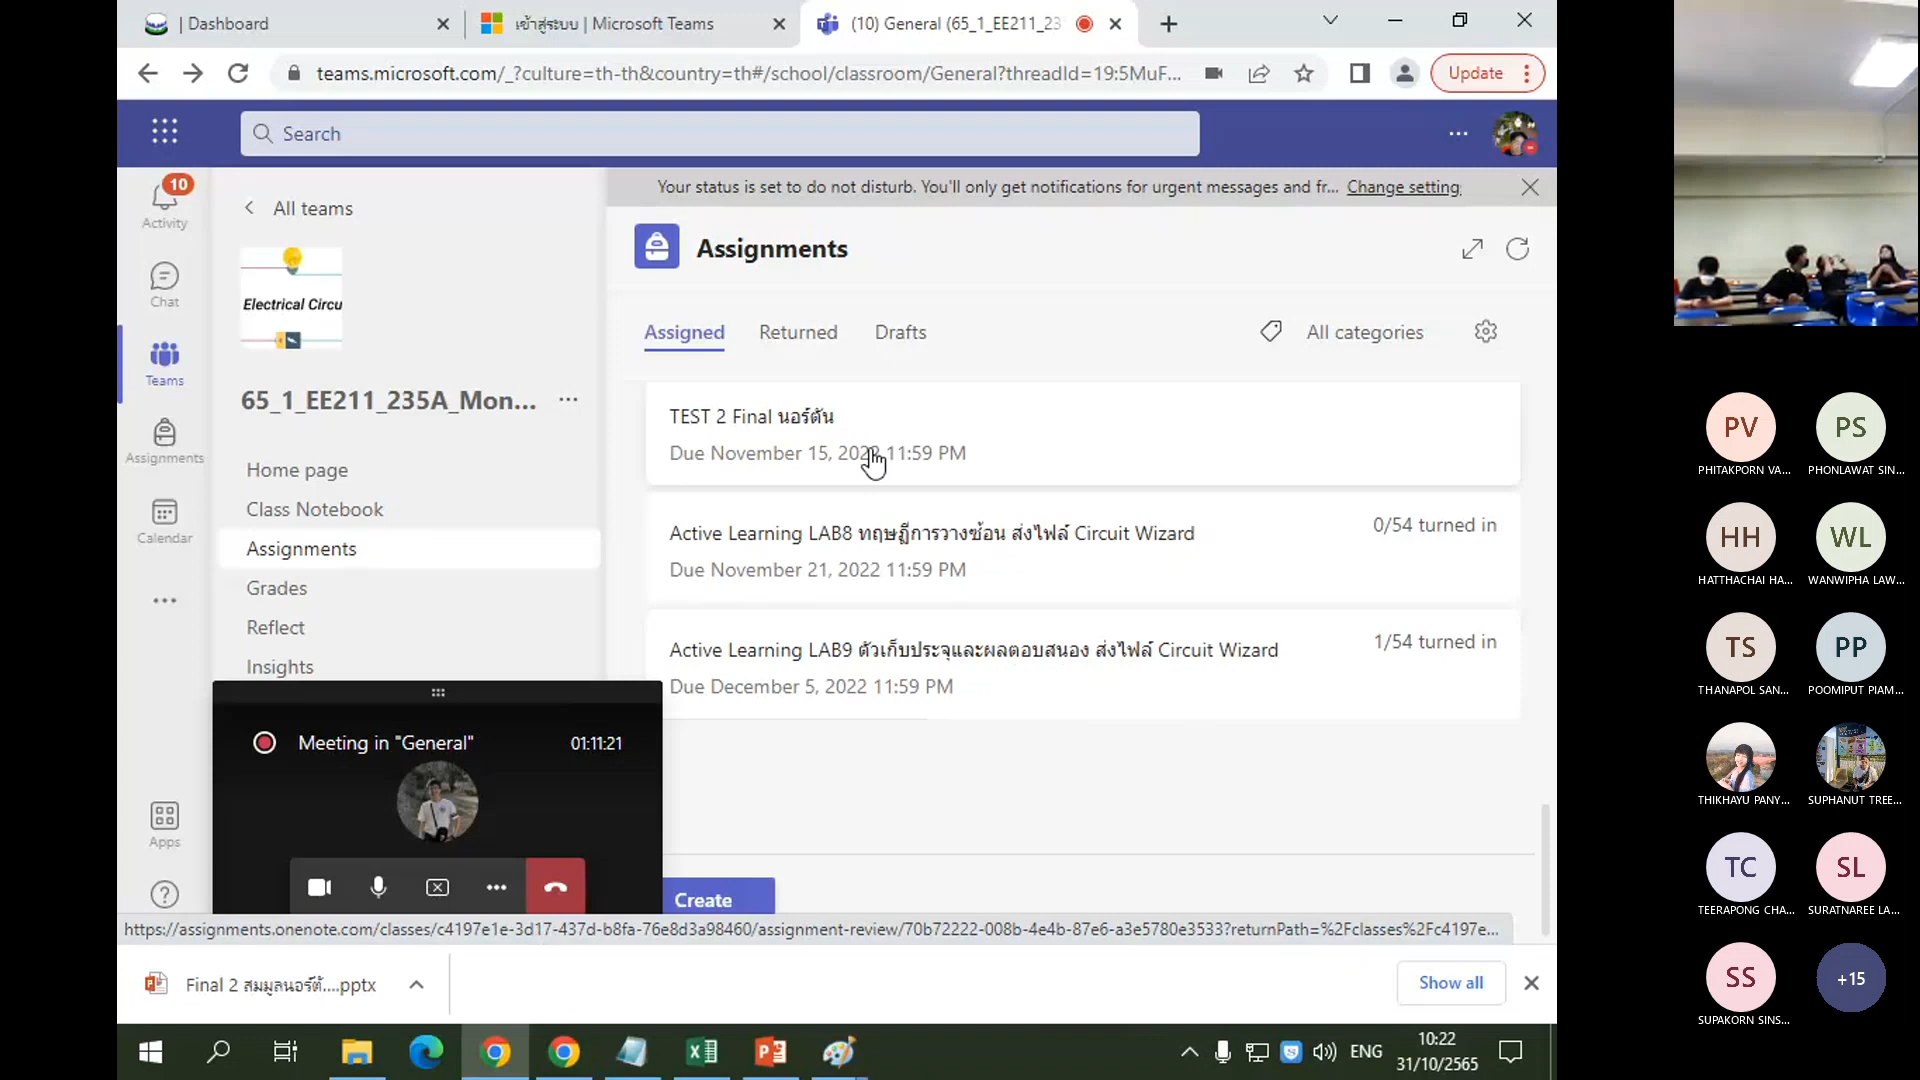 | Dashboard
เข้าสู่ระบบ | Microsoft Teams
(10) General (65_1_EE211_23
teams.microsoft.com/_?culture=th-th&country=th#/school/classroom/General?threadId=19:5MuF...
Update
Search
10
Activity
Chat
Teams
Assignments
Calendar
Apps
All teams
Electrical Circu
65_1_EE211_235A_Mon...
Home page
Class Notebook
Assignments
Grades
Reflect
Insights
Your status is set to do not disturb. You'll only get notifications for urgent messages and fr... Change setting
Assignments
Assigned
Returned
Drafts
All categories
TEST 2 Final นอร์ตัน
Due November 15, 2022 11:59 PM
Active Learning LAB8 ทฤษฏีการวางซ้อน ส่งไฟล์ Circuit Wizard
0/54 turned in
Due November 21, 2022 11:59 PM
Active Learning LAB9 ตัวเก็บประจุและผลตอบสนอง ส่งไฟล์ Circuit Wizard
1/54 turned in
Due December 5, 2022 11:59 PM
Meeting in "General"
01:11:21
Create
https://assignments.onenote.com/classes/c4197e1e-3d17-437d-b8fa-76e8d3a98460/assignment-review/70b72222-008b-4e4b-87e6-a3e5780e3533?returnPath=%2Fclasses%2Fc4197e...
Final 2 สมมูลนอร์ตั....pptx
Show all
ENG
10:22
31/10/2565
PV
PHITAKPORN VA...
PS
PHONLAWAT SIN...
HH
HATTHACHAI HA...
WL
WANWIPHA LAW...
TS
THANAPOL SAN...
PP
POOMIPUT PIAM...
THIKHAYU PANY...
SUPHANUT TREE...
TC
TEERAPONG CHA...
SL
SURATNAREE LA...
SS
SUPAKORN SINS...
+15